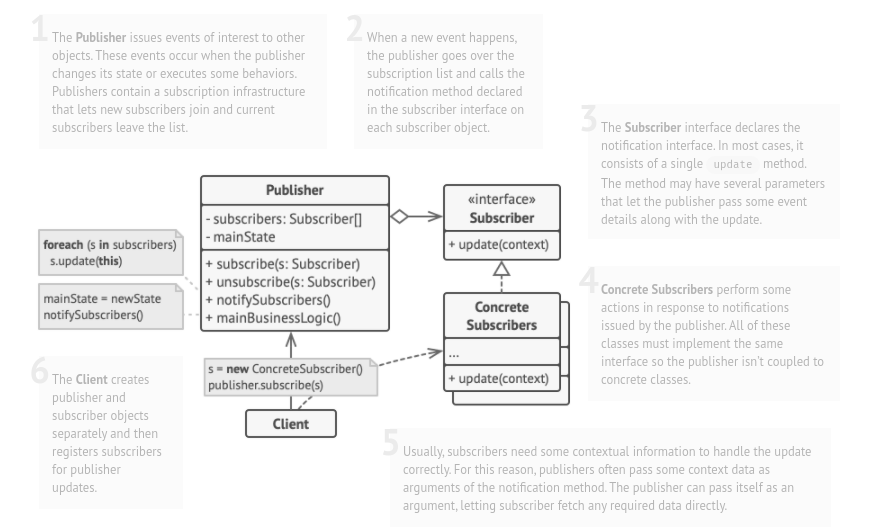 1
The Publisher issues events of interest to other
objects. These events occur when the publisher
changes its state or executes some behaviors.
Publishers contain a subscription infrastructure
that lets new subscribers join and current
subscribers leave the list.
2
When a new event happens,
the publisher goes over the
subscription list and calls the
notification method declared
in the subscriber interface on
each subscriber object.
3
The Subscriber interface declares the
notification interface. In most cases, it
consists of a single update method.
The method may have several parameters
that let the publisher pass some event
details along with the update.
Publisher
- subscribers: Subscriber[]
- mainState
+ subscribe(s: Subscriber)
+ unsubscribe(s: Subscriber)
+ notifySubscribers()
+ mainBusinessLogic()
«interface»
Subscriber
+ update(context)
foreach (s in subscribers)
s.update(this)
mainState = newState
notifySubscribers()
4
Concrete Subscribers perform some
actions in response to notifications
issued by the publisher. All of these
classes must implement the same
interface so the publisher isn't coupled to
concrete classes.
Concrete
Subscribers
...
+ update(context)
s = new ConcreteSubscriber()
publisher.subscribe(s)
Client
6
The Client creates
publisher and
subscriber objects
separately and then
registers subscribers
for publisher
updates.
5
Usually, subscribers need some contextual information to handle the update
correctly. For this reason, publishers often pass some context data as
arguments of the notification method. The publisher can pass itself as an
argument, letting subscriber fetch any required data directly.